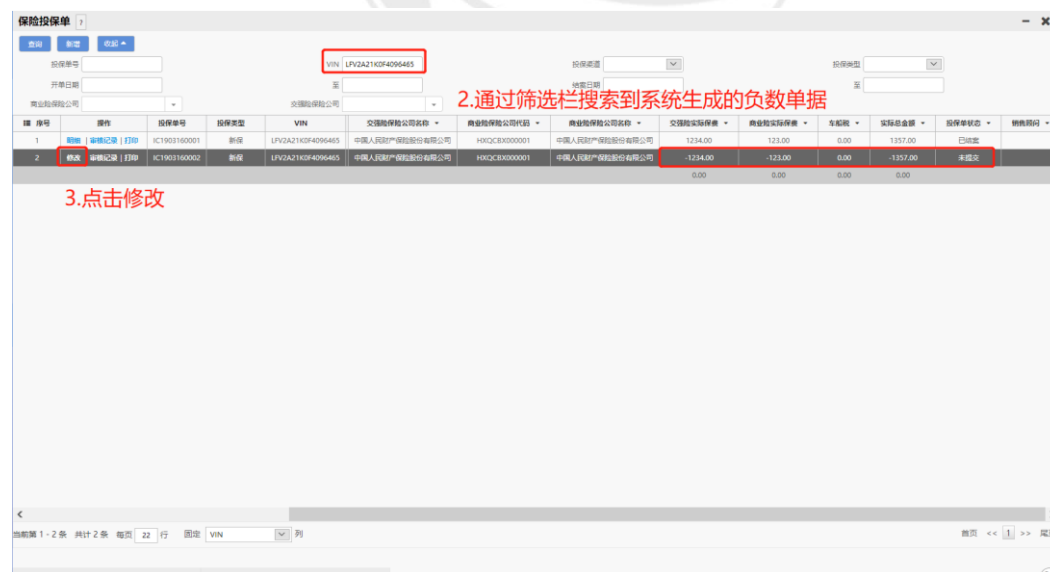 保险投保单 ?
查询 新增 收起
投保单号 VIN LFV2A21K0F4096465 投保渠道 投保类型
开单日期 至 结案日期 至
商业险保险公司 交强险保险公司
2.通过筛选栏搜索到系统生成的负数单据
序号 操作 投保单号 投保类型 VIN 交强险保险公司名称 商业险保险公司代码 商业险保险公司名称 交强险实际保费 商业险实际保费 车船税 实际总金额 投保单状态 销售顾问
1 明细 | 审核记录 | 打印 IC1903160001 新保 LFV2A21K0F4096465 中国人民财产保险股份有限公司 HXQCBX000001 中国人民财产保险股份有限公司 1234.00 123.00 0.00 1357.00 已结案
2 修改 审核记录 | 打印 IC1903160002 新保 LFV2A21K0F4096465 中国人民财产保险股份有限公司 HXQCBX000001 中国人民财产保险股份有限公司 -1234.00 -123.00 0.00 -1357.00 未提交
0.00 0.00 0.00 0.00
3.点击修改
当前第 1 - 2 条 共计 2 条 每页 22 行 固定 VIN 列 首页 << 1 >> 尾